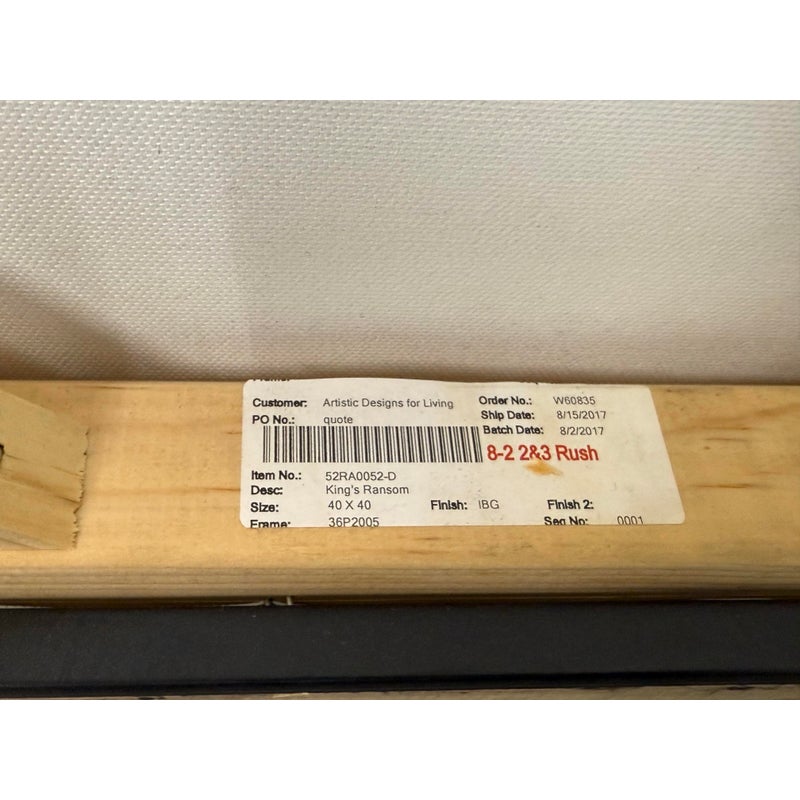 Customer: Artistic Designs for Living Order No.: W60835
PO No.: quote Ship Date: 8/15/2017
Batch Date: 8/2/2017
8-2 2&3 Rush
Item No.: 52RA0052-D
Desc: King's Ransom
Size: 40 X 40 Finish: IBG Finish 2:
Frame: 36P2005 Seq No: 0001